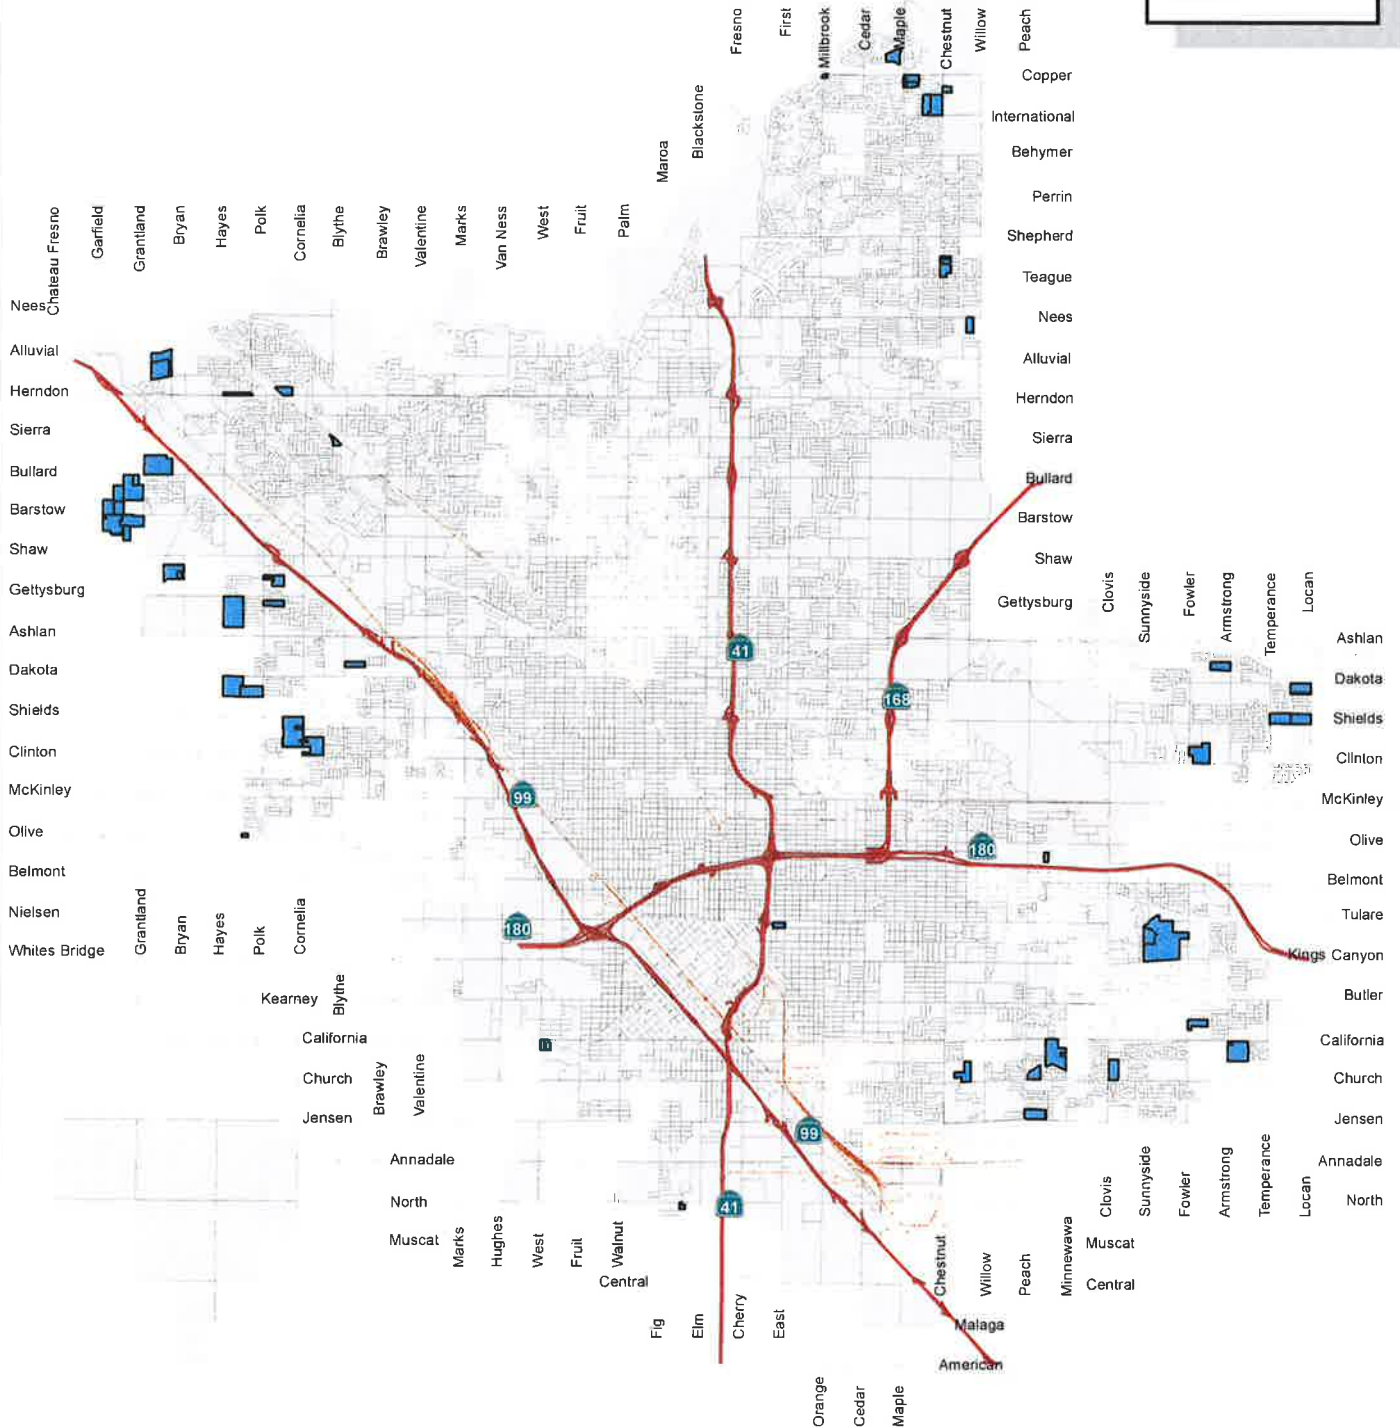 Fresno
First
Millbrook
Cedar
Maple
Chestnut
Willow
Peach
Copper
International
Behymer
Perrin
Shepherd
Teague
Nees
Alluvial
Herndon
Sierra
Bullard
Barstow
Shaw
Gettysburg
Maroa
Blackstone
Chateau Fresno
Garfield
Grantland
Bryan
Hayes
Polk
Cornelia
Blythe
Brawley
Valentine
Marks
Van Ness
West
Fruit
Palm
Nees
Alluvial
Herndon
Sierra
Bullard
Barstow
Shaw
Gettysburg
Ashlan
Dakota
Shields
Clinton
McKinley
Olive
Belmont
Nielsen
Whites Bridge
Grantland
Bryan
Hayes
Polk
Cornelia
Kearney
Blythe
California
Church
Jensen
Brawley
Valentine
Annadale
North
Muscat
Marks
Hughes
West
Fruil
Walnut
Central
Fig
Elm
Cherry
East
Orange
Cedar
Maple
41
168
99
180
180
99
41
Clovis
Sunnyside
Fowler
Armstrong
Temperance
Locan
Ashlan
Dakota
Shields
Clinton
McKinley
Olive
Belmont
Tulare
Kings Canyon
Butler
California
Church
Jensen
Annadale
North
Clovis
Sunnyside
Fowler
Armstrong
Temperance
Locan
Chestnut
Willow
Peach
Minnewawa
Muscat
Central
Malaga
American